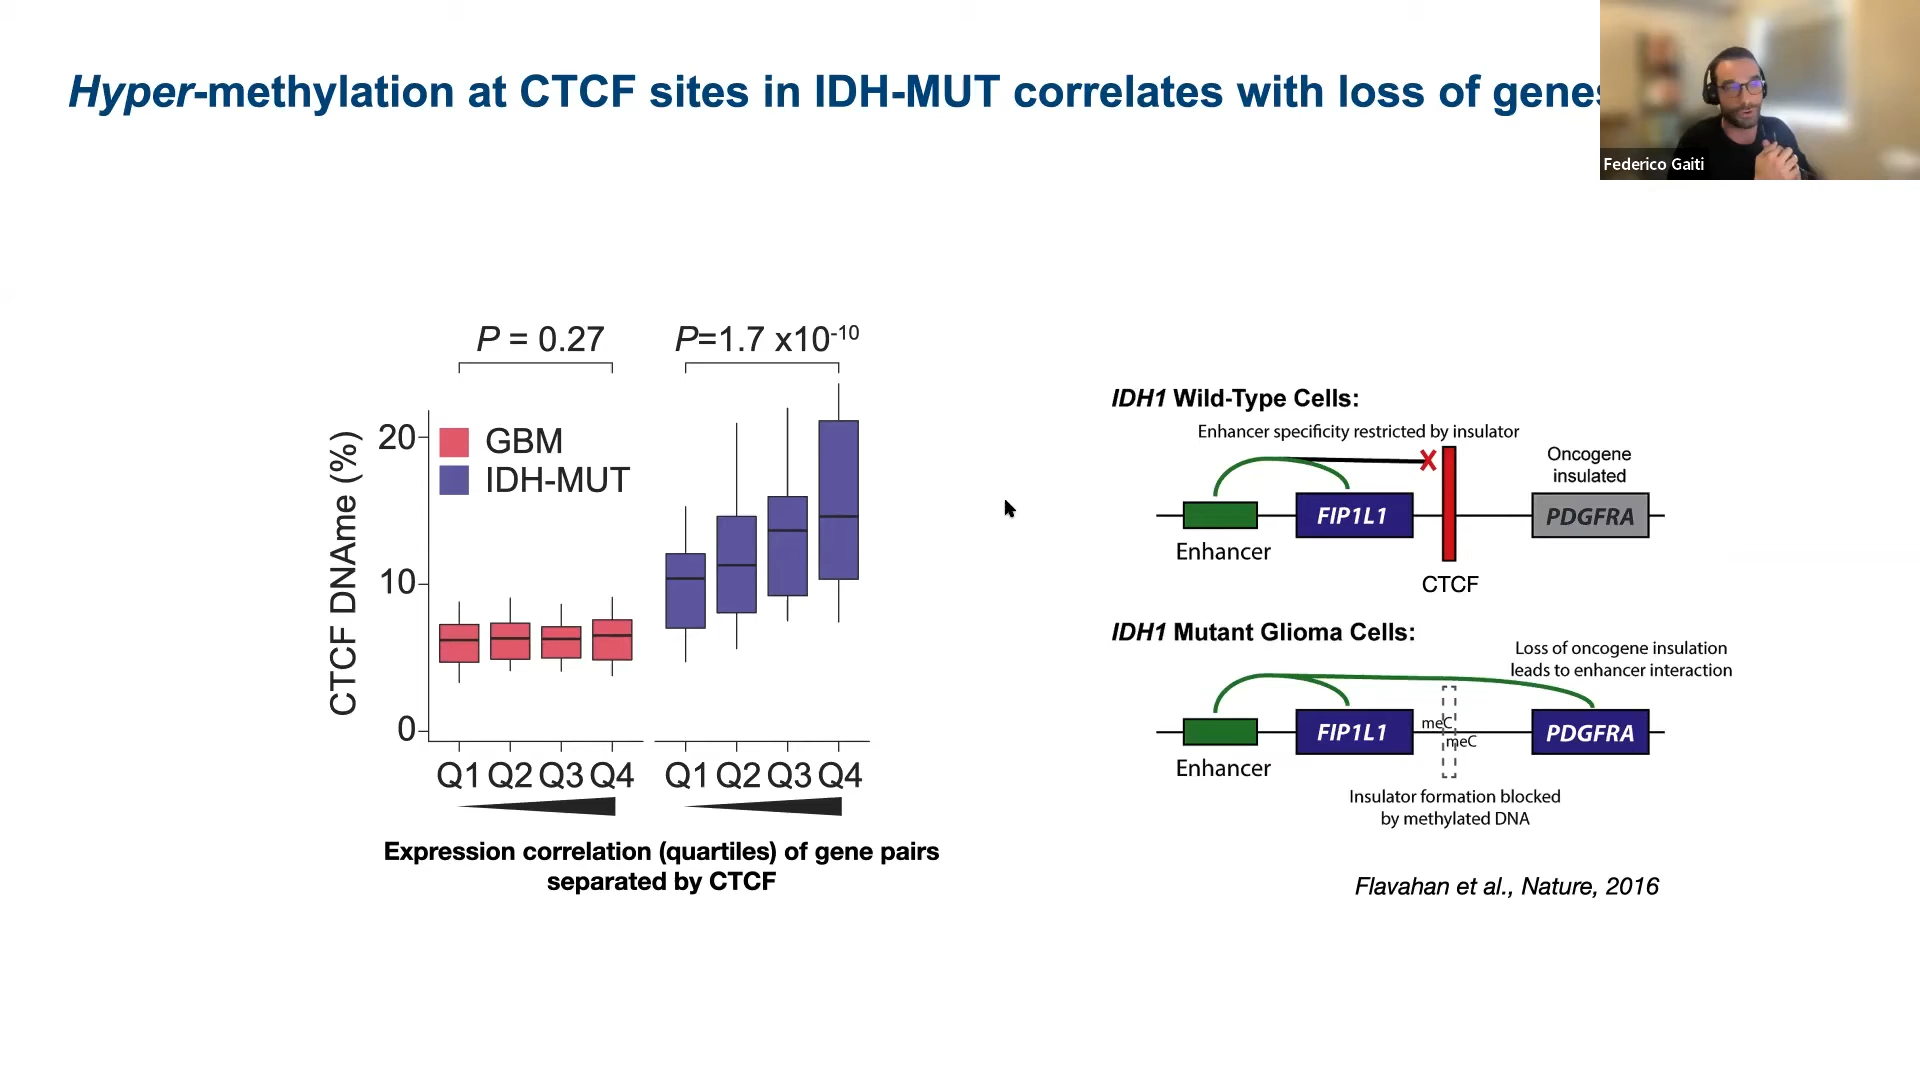 Hyper-methylation at CTCF sites in IDH-MUT correlates with loss of genes
Federico Gaiti
P = 0.27
P=1.7 x10-10
CTCF DNAme (%)
20
10
0
GBM
IDH-MUT
Q1 Q2 Q3 Q4
Q1 Q2 Q3 Q4
Expression correlation (quartiles) of gene pairs
separated by CTCF
IDH1 Wild-Type Cells:
Enhancer specificity restricted by insulator
Oncogene
insulated
X
FIP1L1
PDGFRA
Enhancer
CTCF
IDH1 Mutant Glioma Cells:
Loss of oncogene insulation
leads to enhancer interaction
FIP1L1
meC
meC
PDGFRA
Enhancer
Insulator formation blocked
by methylated DNA
Flavahan et al., Nature, 2016